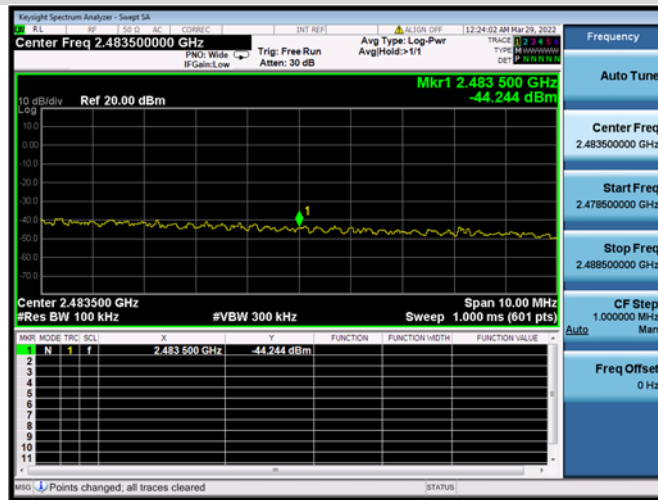 Keysight Spectrum Analyzer - Swept SA
RL RF 50 Ω AC CORREC INT REF ALIGN OFF 12:24:02 AM Mar 29, 2022
Center Freq 2.483500000 GHz
PNO: Wide
IFGain:Low
Trig: Free Run
Atten: 30 dB
Avg Type: Log-Pwr
Avg|Hold:>1/1
TRACE 1 2 3 4 5 6
TYPE MWWWWW
DET P NNNNN
Frequency
Mkr1 2.483 500 GHz
-44.244 dBm
10 dB/div Ref 20.00 dBm
Log
10.0
0.00
-10.0
-20.0
-30.0
-40.0
-50.0
-60.0
-70.0
1
Center 2.483500 GHz
Span 10.00 MHz
#Res BW 100 kHz
#VBW 300 kHz
Sweep 1.000 ms (601 pts)
MKR MODE TRC SCL X Y FUNCTION FUNCTION WIDTH FUNCTION VALUE
1 N 1 f 2.483 500 GHz -44.244 dBm
2
3
4
5
6
7
8
9
10
11
MSG Points changed; all traces cleared
STATUS
Auto Tune
Center Freq
2.483500000 GHz
Start Freq
2.478500000 GHz
Stop Freq
2.488500000 GHz
CF Step
1.000000 MHz
Auto Man
Freq Offset
0 Hz